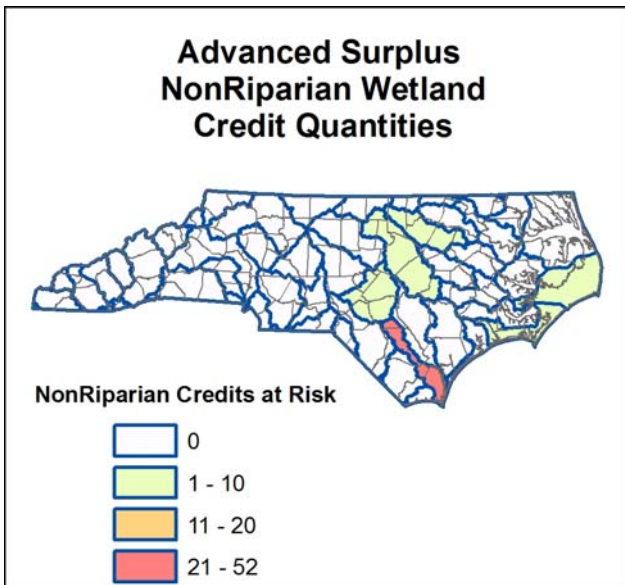 Advanced Surplus
NonRiparian Wetland
Credit Quantities
NonRiparian Credits at Risk
0
1 - 10
11 - 20
21 - 52